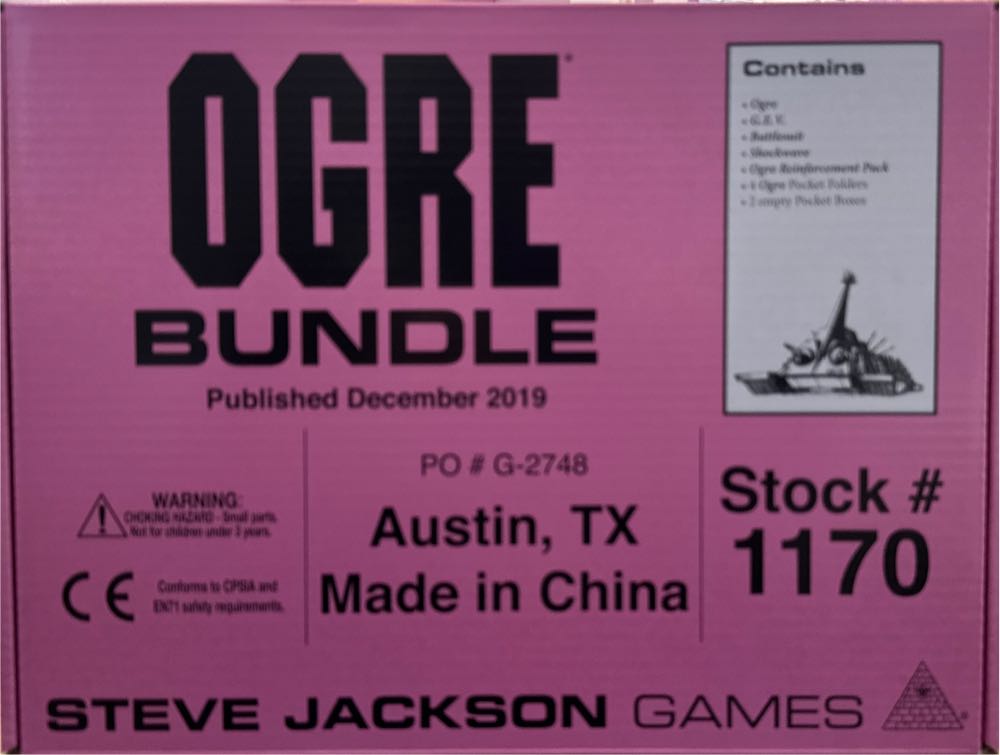 OGRE®
BUNDLE
Published December 2019
Contains
• Ogre
• G.E.V.
• Battlesuit
• Shockwave
• Ogre Reinforcement Pack
• 4 Ogre Pocket Folders
• 2 empty Pocket Boxes
WARNING:
CHOKING HAZARD - Small parts.
Not for children under 3 years.
CE
Conforms to CPSIA and
EN71 safety requirements.
PO # G-2748
Austin, TX
Made in China
Stock #
1170
STEVE JACKSON GAMES